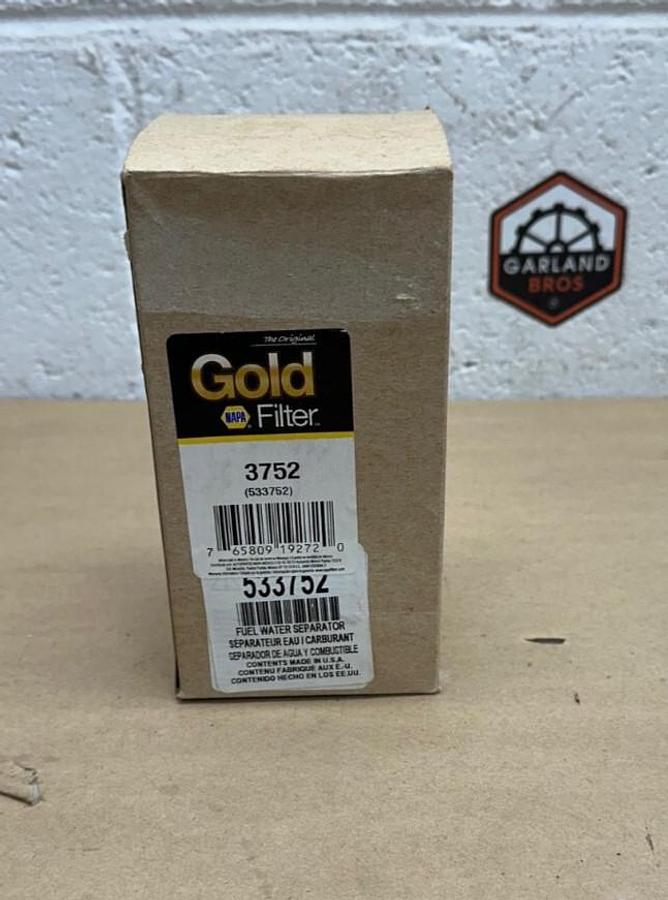 The Original
Gold
NAPA
Filter
3752
(533752)
7 65809 19272 0
533752
FUEL WATER SEPARATOR
SEPARATEUR EAU I CARBURANT
SEPARADOR DE AGUA Y COMBUSTIBLE
CONTENTS MADE IN U.S.A.
CONTENU FABRIQUÉ AUX É.-U.
CONTENIDO HECHO EN LOS EE.UU.
GARLAND
BROS